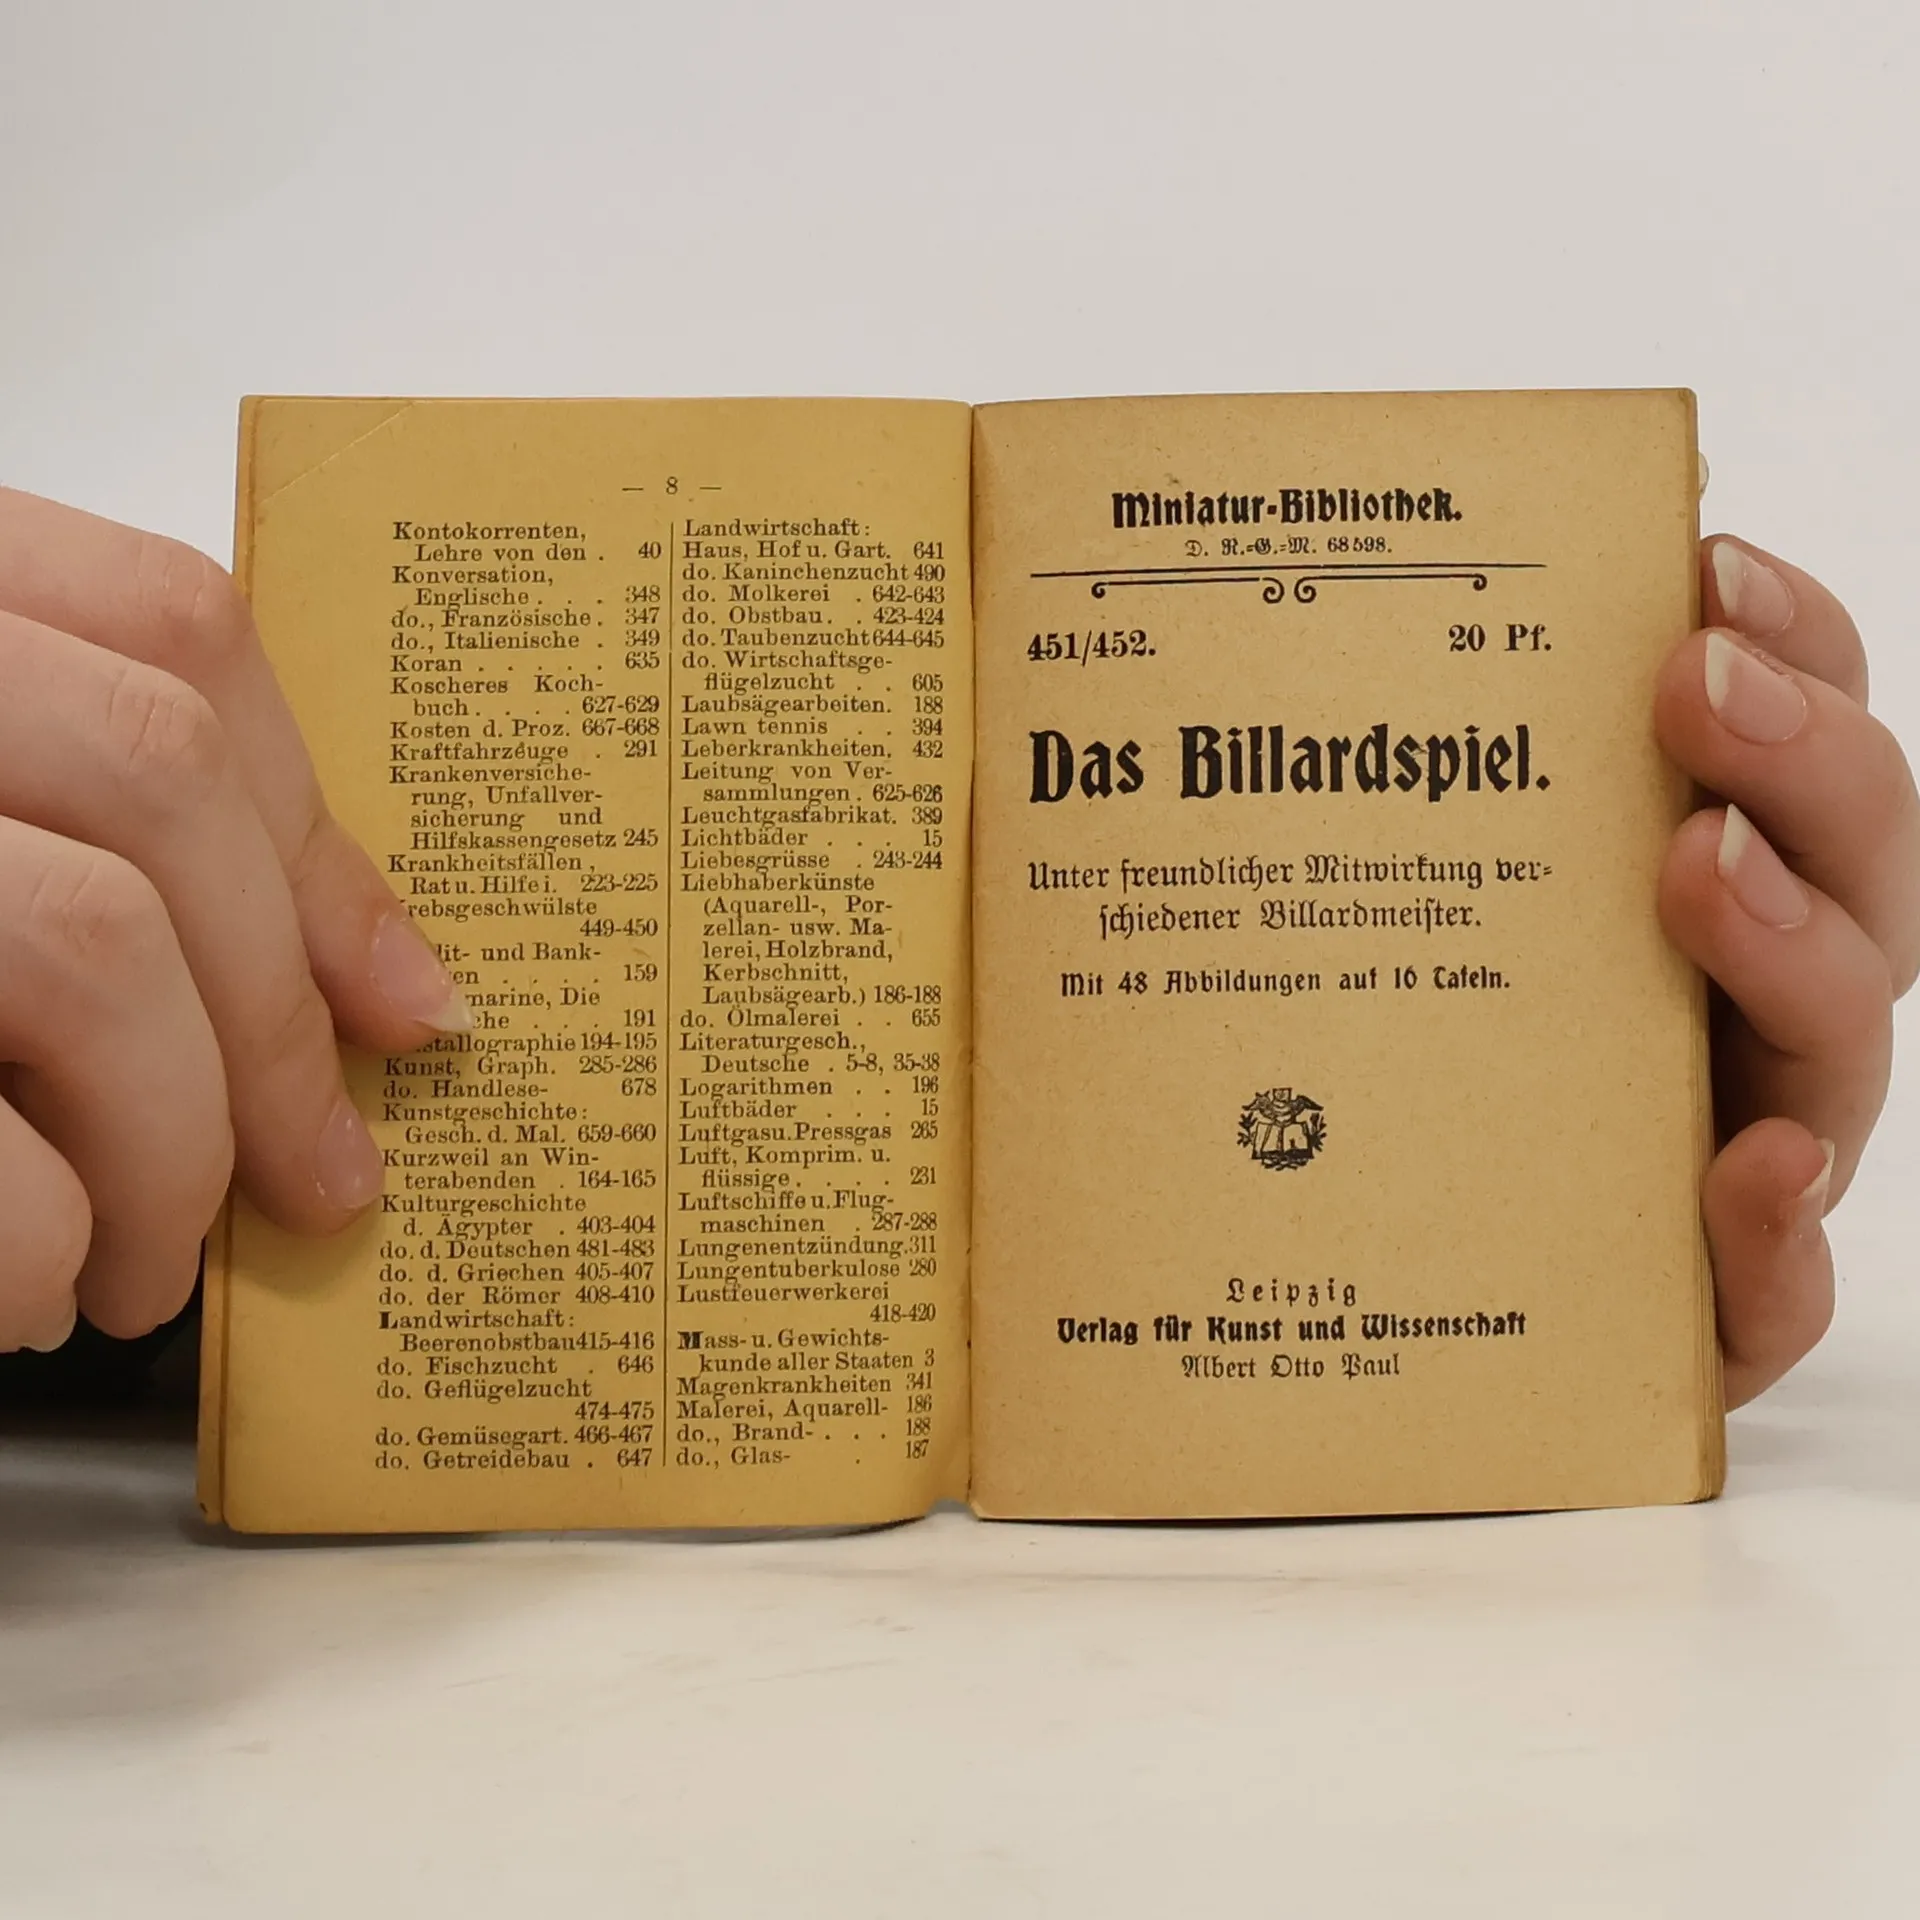 — 8 —
Kontokorrenten,
Lehre von den . 40
Konversation,
Englische . . . 348
do., Französische . 347
do., Italienische . 349
Koran . . . . . 635
Koscheres Koch-
buch . . . . 627-629
Kosten d. Proz. 667-668
Kraftfahrzeuge . 291
Krankenversiche-
rung, Unfallver-
sicherung und
Hilfskassengesetz 245
Krankheitsfällen,
Rat u. Hilfe i. 223-225
rebsgeschwülste
449-450
dit- und Bank-
en . . . . 159
marine, Die
che . . . 191
stallographie 194-195
Kunst, Graph. 285-286
do. Handlese- 678
Kunstgeschichte:
Gesch. d. Mal. 659-660
Kurzweil an Win-
terabenden . 164-165
Kulturgeschichte
d. Ägypter . 403-404
do. d. Deutschen 481-483
do. d. Griechen 405-407
do. der Römer 408-410
Landwirtschaft:
Beerenobstbau 415-416
do. Fischzucht . 646
do. Geflügelzucht
474-475
do. Gemüsegart. 466-467
do. Getreidebau . 647
Landwirtschaft:
Haus, Hof u. Gart. 641
do. Kaninchenzucht 490
do. Molkerei . 642-643
do. Obstbau . . 423-424
do. Taubenzucht 644-645
do. Wirtschaftsge-
flügelzucht . . 605
Laubsägearbeiten. 188
Lawn tennis . . 394
Leberkrankheiten. 432
Leitung von Ver-
sammlungen . 625-626
Leuchtgasfabrikat. 389
Lichtbäder . . . 15
Liebesgrüsse . 243-244
Liebhaberkünste
(Aquarell-, Por-
zellan- usw. Ma-
lerei, Holzbrand,
Kerbschnitt,
Laubsägearb.) 186-188
do. Ölmalerei . . 655
Literaturgesch.,
Deutsche . 5-8, 35-38
Logarithmen . . 196
Luftbäder . . . 15
Luftgas u. Pressgas 265
Luft, Komprim. u.
flüssige . . . . 231
Luftschiffe u. Flug-
maschinen . 287-288
Lungenentzündung. 311
Lungentuberkulose 280
Lustfeuerwerkerei
418-420
Mass- u. Gewichts-
kunde aller Staaten 3
Magenkrankheiten 341
Malerei, Aquarell- 186
do., Brand- . . . 188
do., Glas- . 187
Miniatur-Bibliothek.
D. R.=G.=M. 68598.
451/452. 20 Pf.
Das Billardspiel.
Unter freundlicher Mitwirkung ver=
schiedener Billardmeister.
Mit 48 Abbildungen auf 16 Tafeln.
Leipzig
Verlag für Kunst und Wissenschaft
Albert Otto Paul